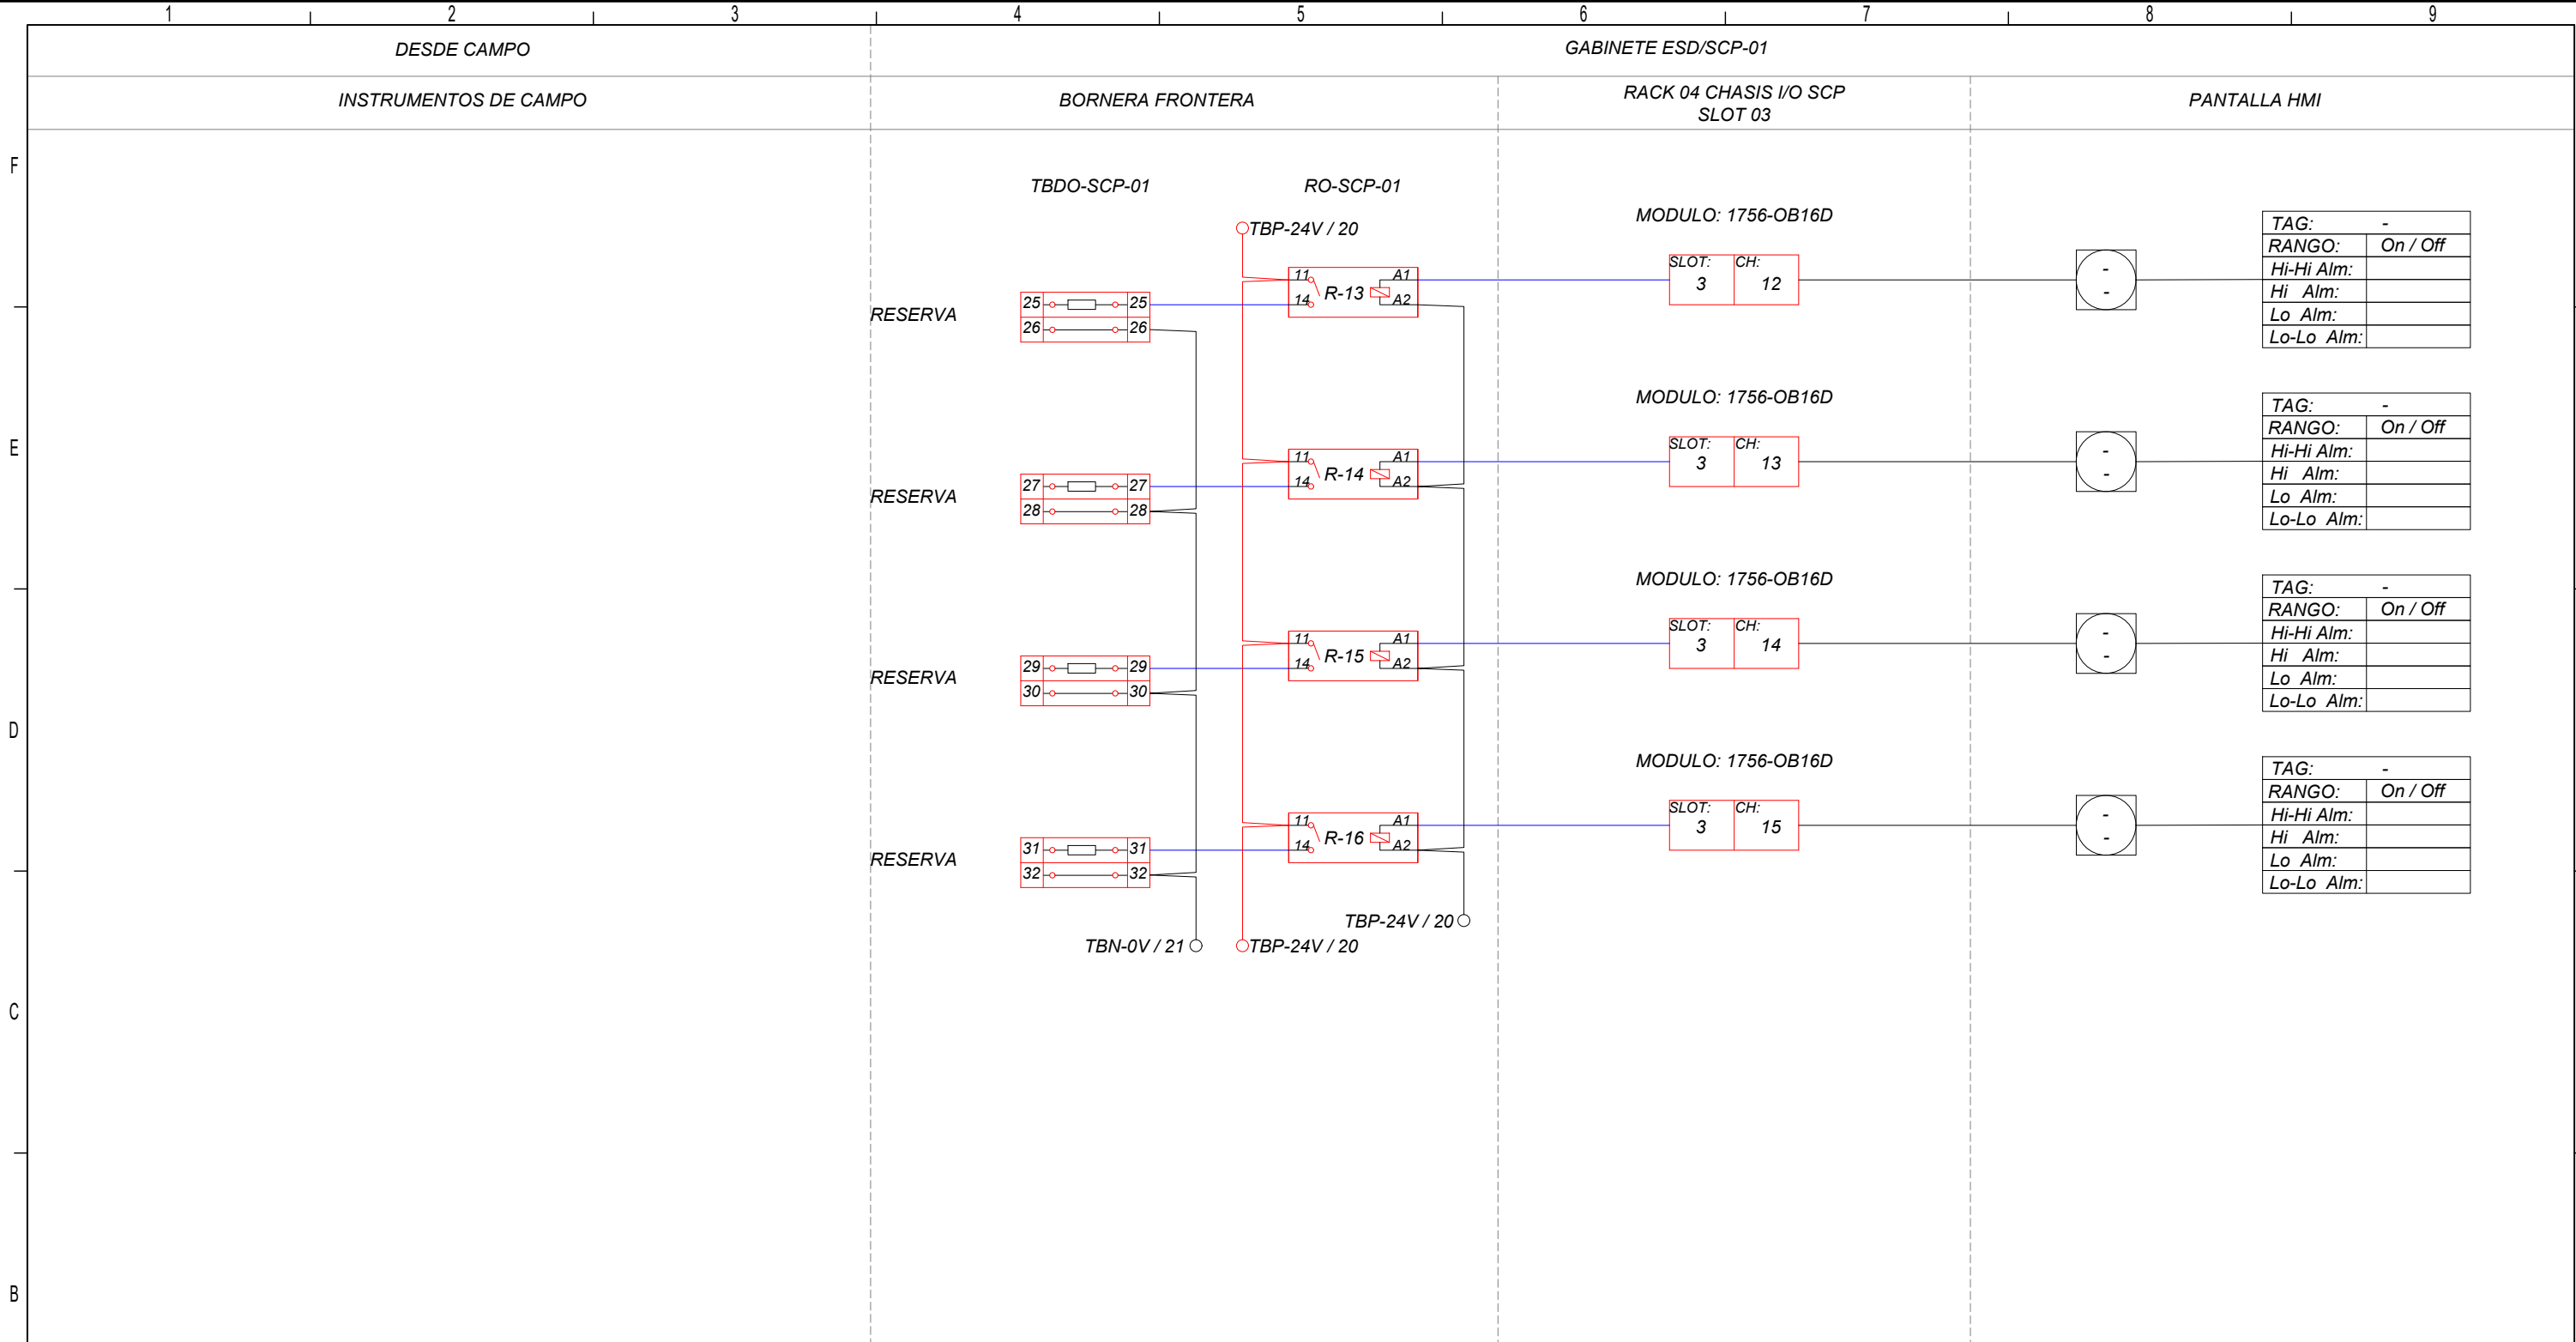 1 2 3 4 5 6 7 8 9
DESDE CAMPO
GABINETE ESD/SCP-01
INSTRUMENTOS DE CAMPO
BORNERA FRONTERA
RACK 04 CHASIS I/O SCP
SLOT 03
PANTALLA HMI
F
E
D
C
B
TBDO-SCP-01
RO-SCP-01
TBP-24V / 20
RESERVA
25 25
26 26
11
14
R-13
A1
A2
MODULO: 1756-OB16D
SLOT: CH:
3 12
-
-
TAG: -
RANGO: On / Off
Hi-Hi Alm:
Hi Alm:
Lo Alm:
Lo-Lo Alm:
RESERVA
27 27
28 28
11
14
R-14
A1
A2
MODULO: 1756-OB16D
SLOT: CH:
3 13
-
-
TAG: -
RANGO: On / Off
Hi-Hi Alm:
Hi Alm:
Lo Alm:
Lo-Lo Alm:
RESERVA
29 29
30 30
11
14
R-15
A1
A2
MODULO: 1756-OB16D
SLOT: CH:
3 14
-
-
TAG: -
RANGO: On / Off
Hi-Hi Alm:
Hi Alm:
Lo Alm:
Lo-Lo Alm:
RESERVA
31 31
32 32
11
14
R-16
A1
A2
MODULO: 1756-OB16D
SLOT: CH:
3 15
-
-
TAG: -
RANGO: On / Off
Hi-Hi Alm:
Hi Alm:
Lo Alm:
Lo-Lo Alm:
TBP-24V / 20
TBN-0V / 21
TBP-24V / 20